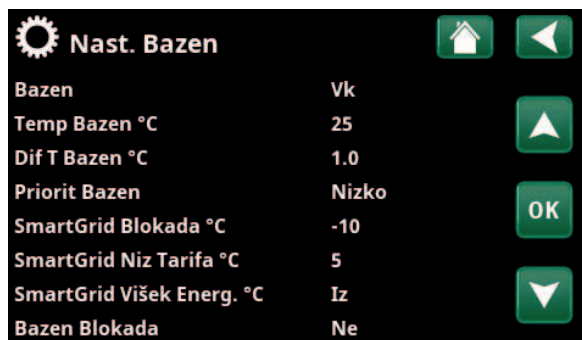 Nast. Bazen
Bazen Vk
Temp Bazen °C 25
Dif T Bazen °C 1.0
Priorit Bazen Nizko
OK
SmartGrid Blokada °C -10
SmartGrid Niz Tarifa °C 5
SmartGrid Višek Energ. °C Iz
Bazen Blokada Ne